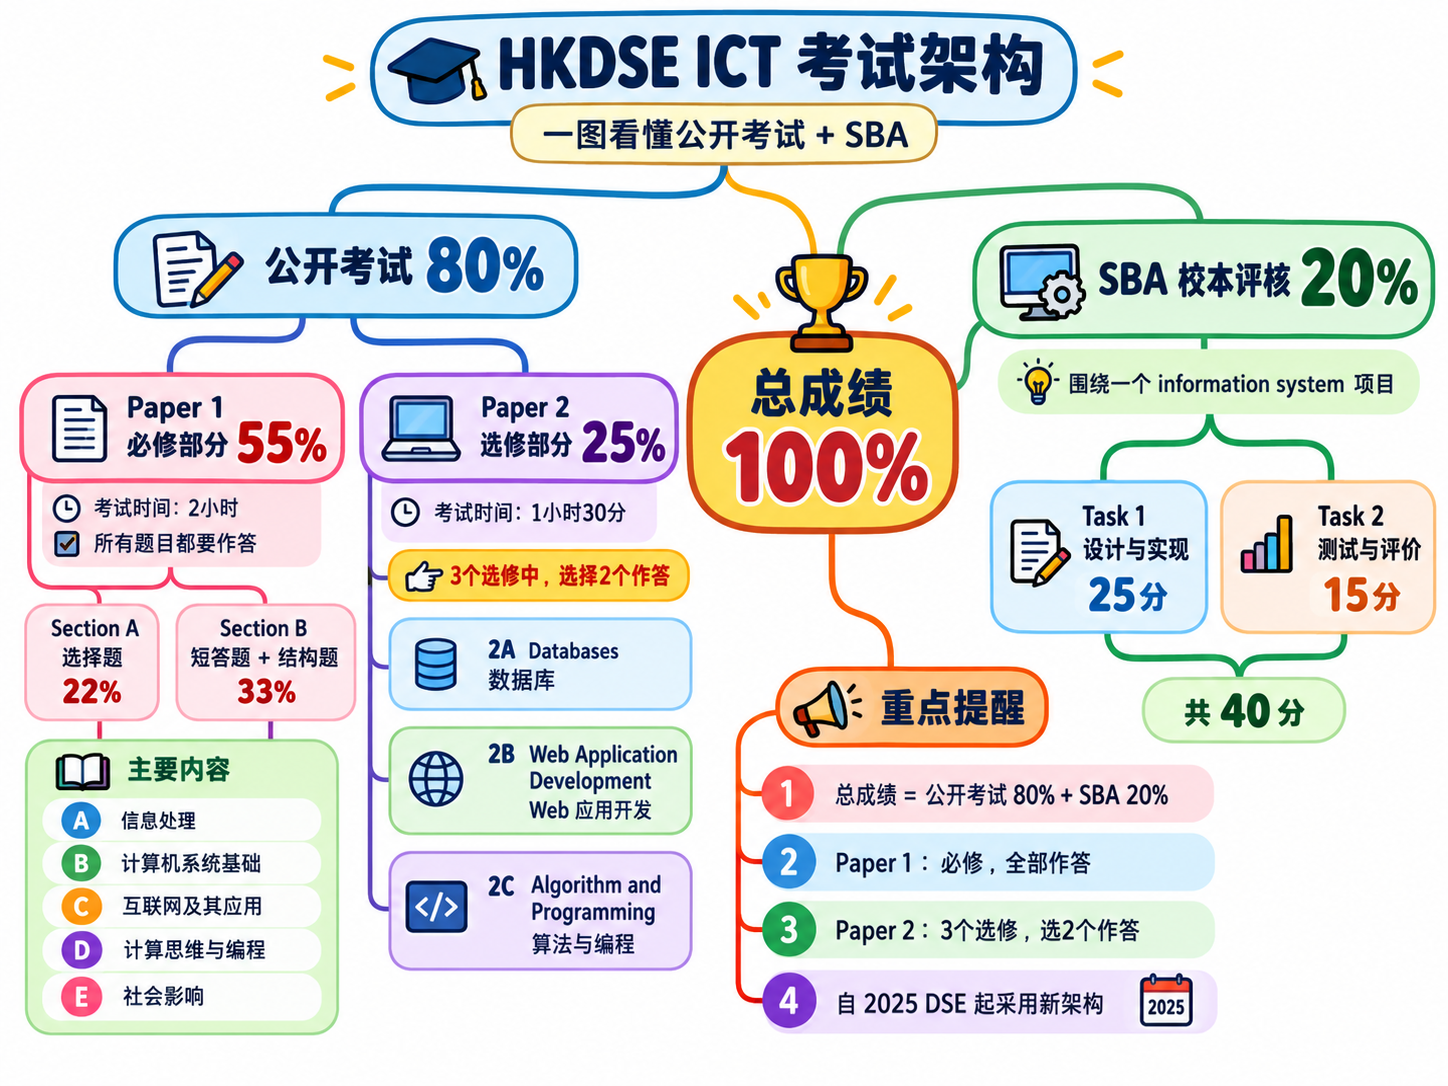 HKDSE ICT 考试架构
一图看懂公开考试 + SBA
公开考试 80%
Paper 1
必修部分 55%
考试时间：2小时
所有题目都要作答
Section A
选择题
22%
Section B
短答题 + 结构题
33%
主要内容
A 信息处理
B 计算机系统基础
C 互联网及其应用
D 计算思维与编程
E 社会影响
Paper 2
选修部分 25%
考试时间：1小时30分
3个选修中，选择2个作答
2A Databases
数据库
2B Web Application
Development
Web 应用开发
</>
2C Algorithm and
Programming
算法与编程
总成绩
100%
SBA 校本评核 20%
围绕一个 information system 项目
Task 1
设计与实现
25分
Task 2
测试与评价
15分
共 40 分
重点提醒
1 总成绩 = 公开考试 80% + SBA 20%
2 Paper 1：必修，全部作答
3 Paper 2：3个选修，选2个作答
4 自 2025 DSE 起采用新架构
2025